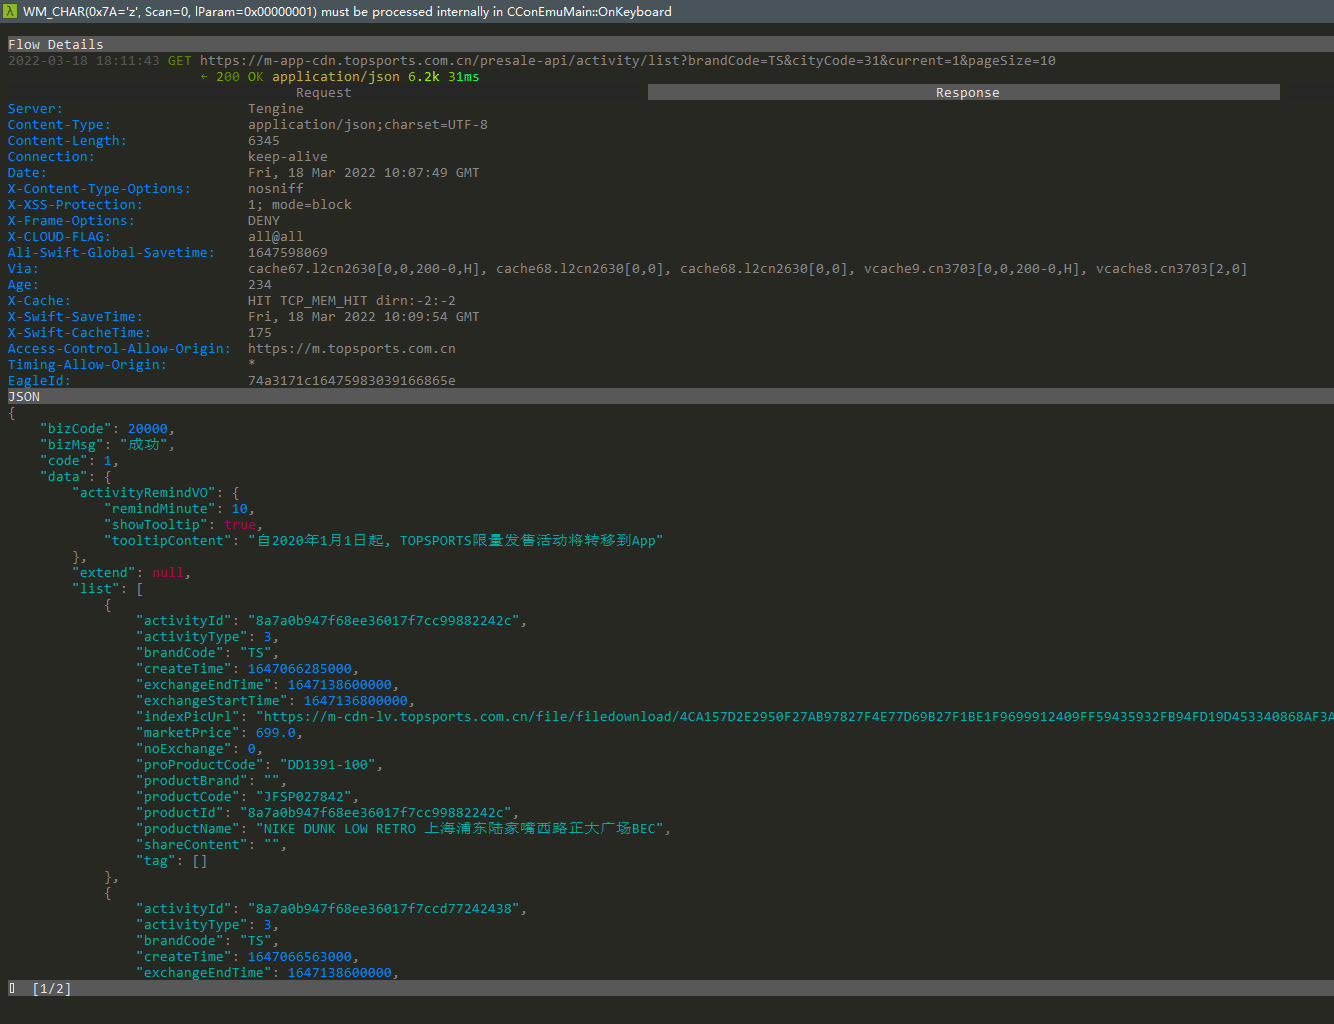 λ WM_CHAR(0x7A='z', Scan=0, lParam=0x00000001) must be processed internally in CConEmuMain::OnKeyboard
Flow Details
2022-03-18 18:11:43 GET https://m-app-cdn.topsports.com.cn/presale-api/activity/list?brandCode=TS&cityCode=31&current=1&pageSize=10
← 200 OK application/json 6.2k 31ms
Request Response
Server: Tengine
Content-Type: application/json;charset=UTF-8
Content-Length: 6345
Connection: keep-alive
Date: Fri, 18 Mar 2022 10:07:49 GMT
X-Content-Type-Options: nosniff
X-XSS-Protection: 1; mode=block
X-Frame-Options: DENY
X-CLOUD-FLAG: all@all
Ali-Swift-Global-Savetime: 1647598069
Via: cache67.l2cn2630[0,0,200-0,H], cache68.l2cn2630[0,0], cache68.l2cn2630[0,0], vcache9.cn3703[0,0,200-0,H], vcache8.cn3703[2,0]
Age: 234
X-Cache: HIT TCP_MEM_HIT dirn:-2:-2
X-Swift-SaveTime: Fri, 18 Mar 2022 10:09:54 GMT
X-Swift-CacheTime: 175
Access-Control-Allow-Origin: https://m.topsports.com.cn
Timing-Allow-Origin: *
EagleId: 74a3171c16475983039166865e
JSON
{
"bizCode": 20000,
"bizMsg": "成功",
"code": 1,
"data": {
"activityRemindVO": {
"remindMinute": 10,
"showTooltip": true,
"tooltipContent": "自2020年1月1日起, TOPSPORTS限量发售活动将转移到App"
},
"extend": null,
"list": [
{
"activityId": "8a7a0b947f68ee36017f7cc99882242c",
"activityType": 3,
"brandCode": "TS",
"createTime": 1647066285000,
"exchangeEndTime": 1647138600000,
"exchangeStartTime": 1647136800000,
"indexPicUrl": "https://m-cdn-lv.topsports.com.cn/file/filedownload/4CA157D2E2950F27AB97827F4E77D69B27F1BE1F9699912409FF59435932FB94FD19D453340868AF3A
"marketPrice": 699.0,
"noExchange": 0,
"proProductCode": "DD1391-100",
"productBrand": "",
"productCode": "JFSP027842",
"productId": "8a7a0b947f68ee36017f7cc99882242c",
"productName": "NIKE DUNK LOW RETRO 上海浦东陆家嘴西路正大广场BEC",
"shareContent": "",
"tag": []
},
{
"activityId": "8a7a0b947f68ee36017f7ccd77242438",
"activityType": 3,
"brandCode": "TS",
"createTime": 1647066563000,
"exchangeEndTime": 1647138600000,
[1/2]